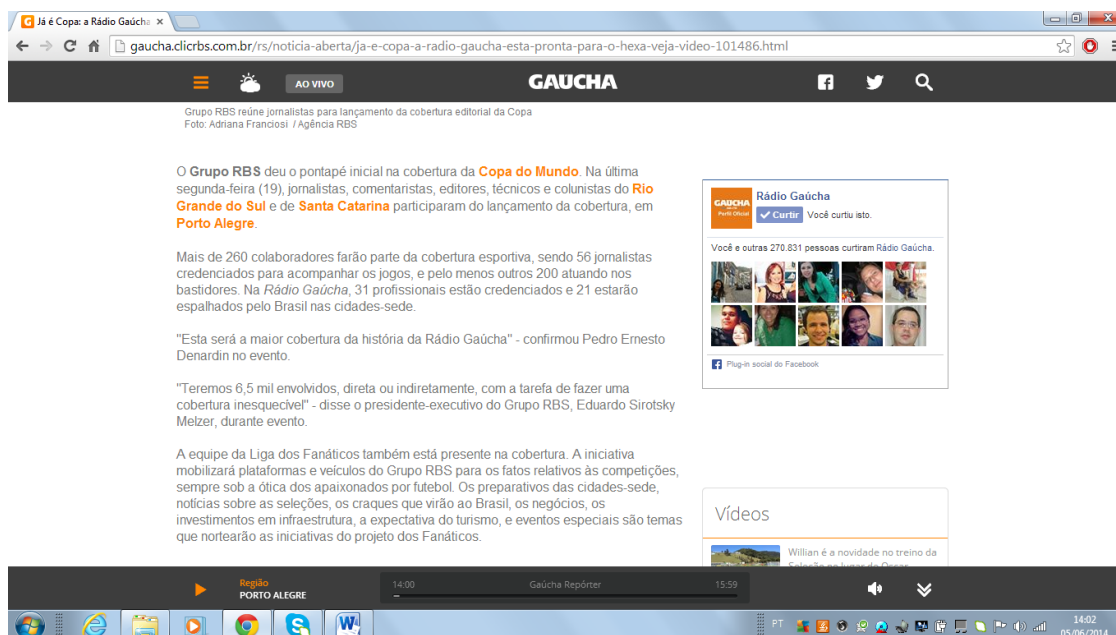 Já é Copa: a Rádio Gaúcha
gaucha.clicrbs.com.br/rs/noticia-aberta/ja-e-copa-a-radio-gaucha-esta-pronta-para-o-hexa-veja-video-101486.html
AO VIVO
GAÚCHA
Grupo RBS reúne jornalistas para lançamento da cobertura editorial da Copa
Foto: Adriana Franciosi / Agência RBS
O Grupo RBS deu o pontapé inicial na cobertura da Copa do Mundo. Na última
segunda-feira (19), jornalistas, comentaristas, editores, técnicos e colunistas do Rio
Grande do Sul e de Santa Catarina participaram do lançamento da cobertura, em
Porto Alegre.
Mais de 260 colaboradores farão parte da cobertura esportiva, sendo 56 jornalistas
credenciados para acompanhar os jogos, e pelo menos outros 200 atuando nos
bastidores. Na Rádio Gaúcha, 31 profissionais estão credenciados e 21 estarão
espalhados pelo Brasil nas cidades-sede.
"Esta será a maior cobertura da história da Rádio Gaúcha" - confirmou Pedro Ernesto
Denardin no evento.
"Teremos 6,5 mil envolvidos, direta ou indiretamente, com a tarefa de fazer uma
cobertura inesquecível" - disse o presidente-executivo do Grupo RBS, Eduardo Sirotsky
Melzer, durante evento.
A equipe da Liga dos Fanáticos também está presente na cobertura. A iniciativa
mobilizará plataformas e veículos do Grupo RBS para os fatos relativos às competições,
sempre sob a ótica dos apaixonados por futebol. Os preparativos das cidades-sede,
notícias sobre as seleções, os craques que virão ao Brasil, os negócios, os
investimentos em infraestrutura, a expectativa do turismo, e eventos especiais são temas
que nortearão as iniciativas do projeto dos Fanáticos.
GAÚCHA
Perfil Oficial
Rádio Gaúcha
Curtir Você curtiu isto.
Você e outras 270.831 pessoas curtiram Rádio Gaúcha.
Plug-in social do Facebook
Vídeos
Willian é a novidade no treino da
Seleção no lugar de Oscar
Região
PORTO ALEGRE
14:00 Gaúcha Repórter 15:59
PT
14:02
05/06/2014